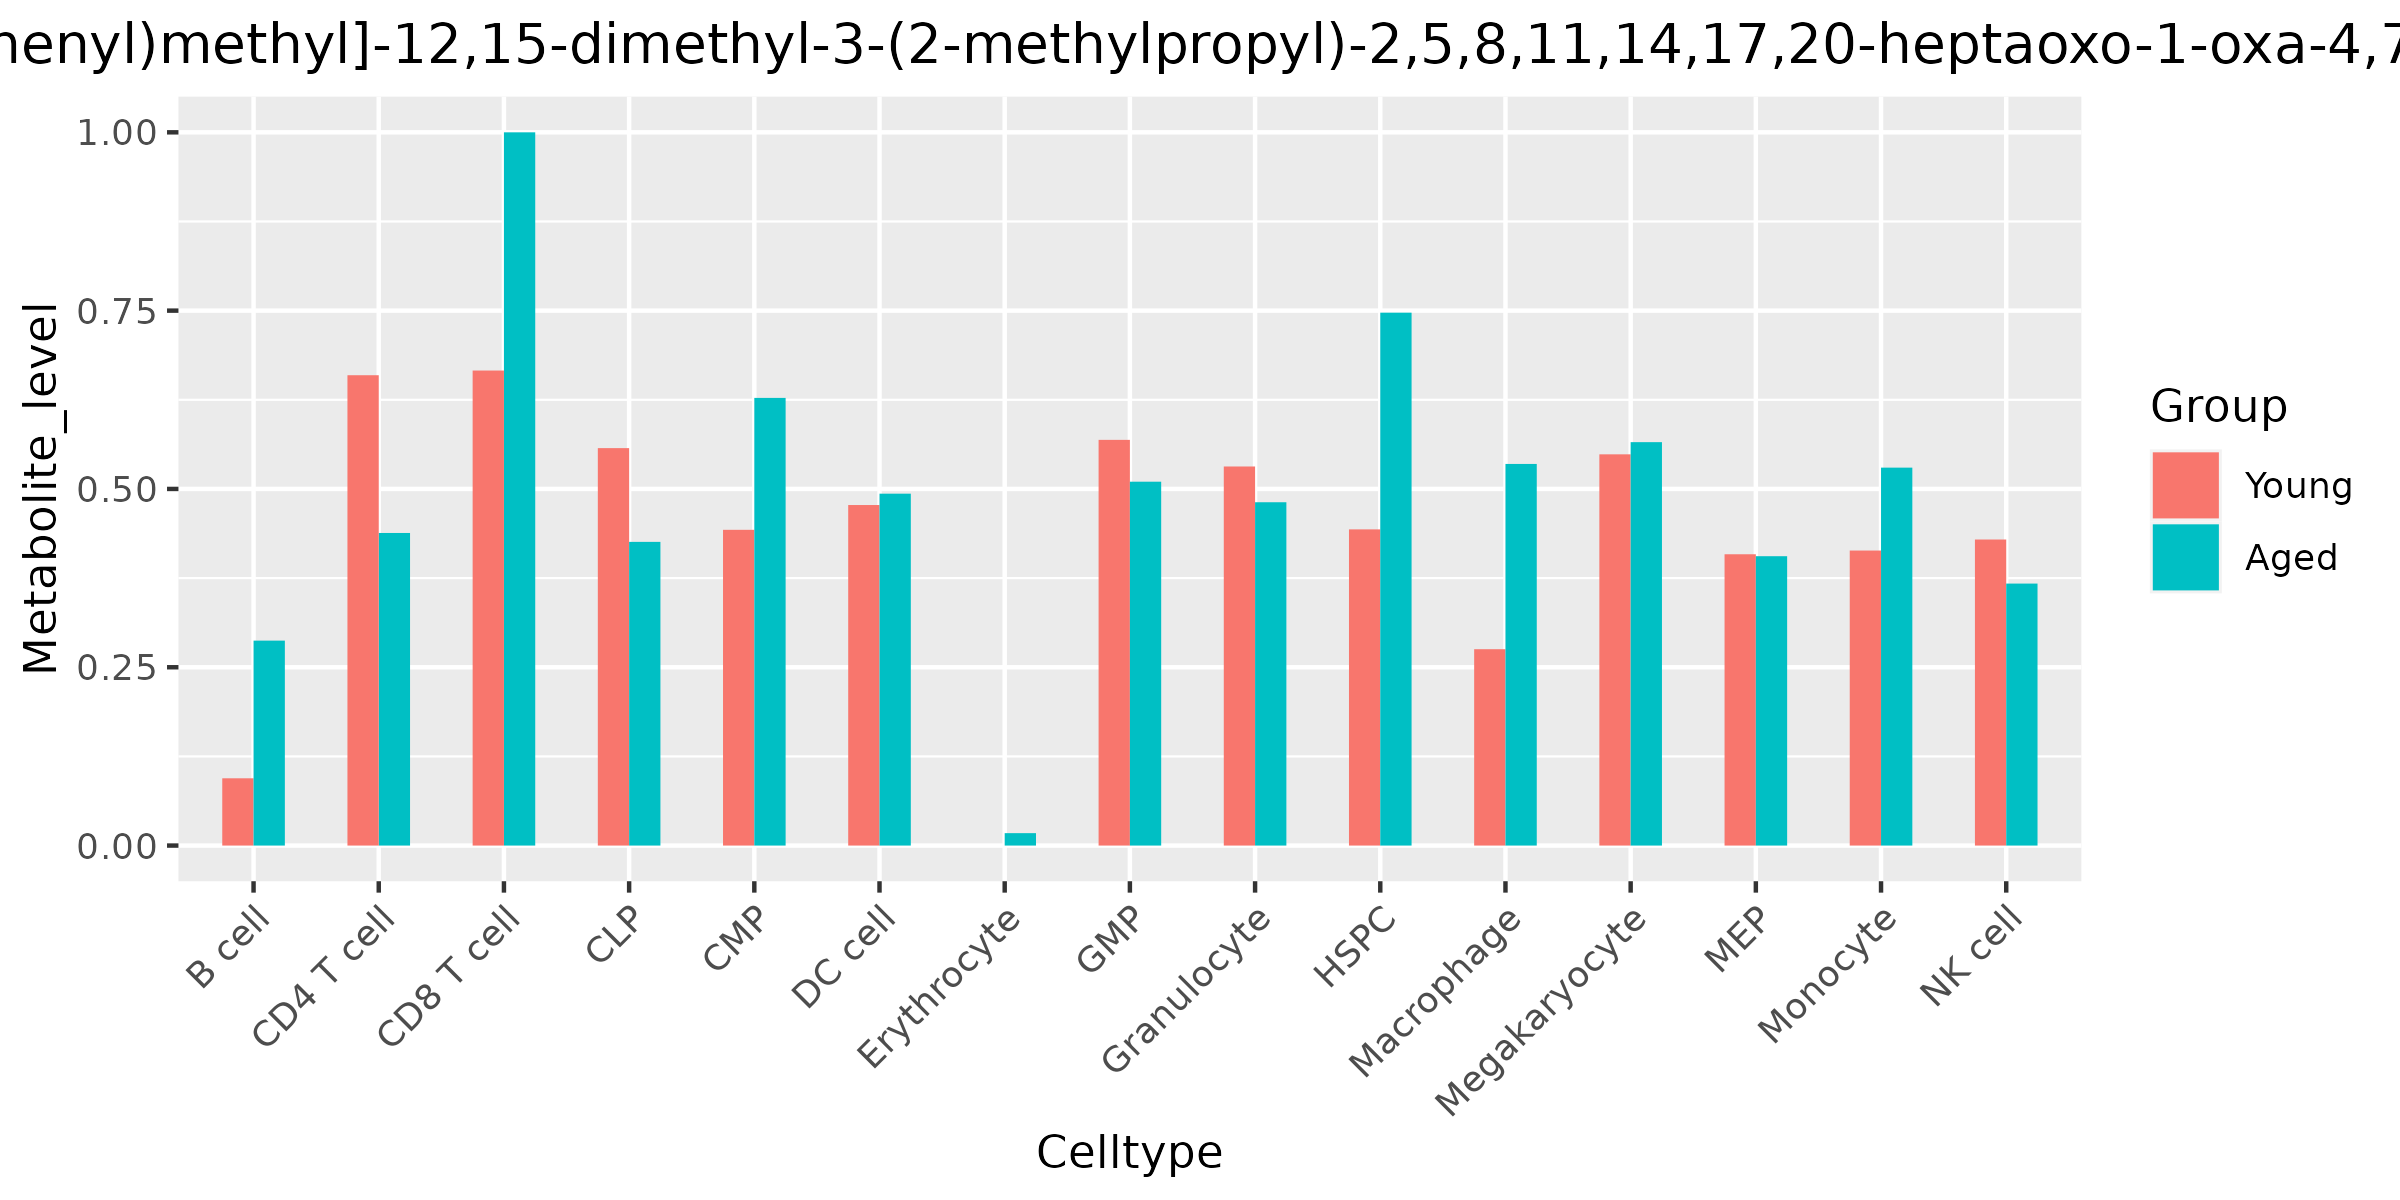 henyl)methyl]-12,15-dimethyl-3-(2-methylpropyl)-2,5,8,11,14,17,20-heptaoxo-1-oxa-4,7
Metabolite_level
1.00
0.75
0.50
0.25
0.00
B cell
CD4 T cell
CD8 T cell
CLP
CMP
DC cell
Erythrocyte
GMP
Granulocyte
HSPC
Macrophage
Megakaryocyte
MEP
Monocyte
NK cell
Celltype
Group
Young
Aged